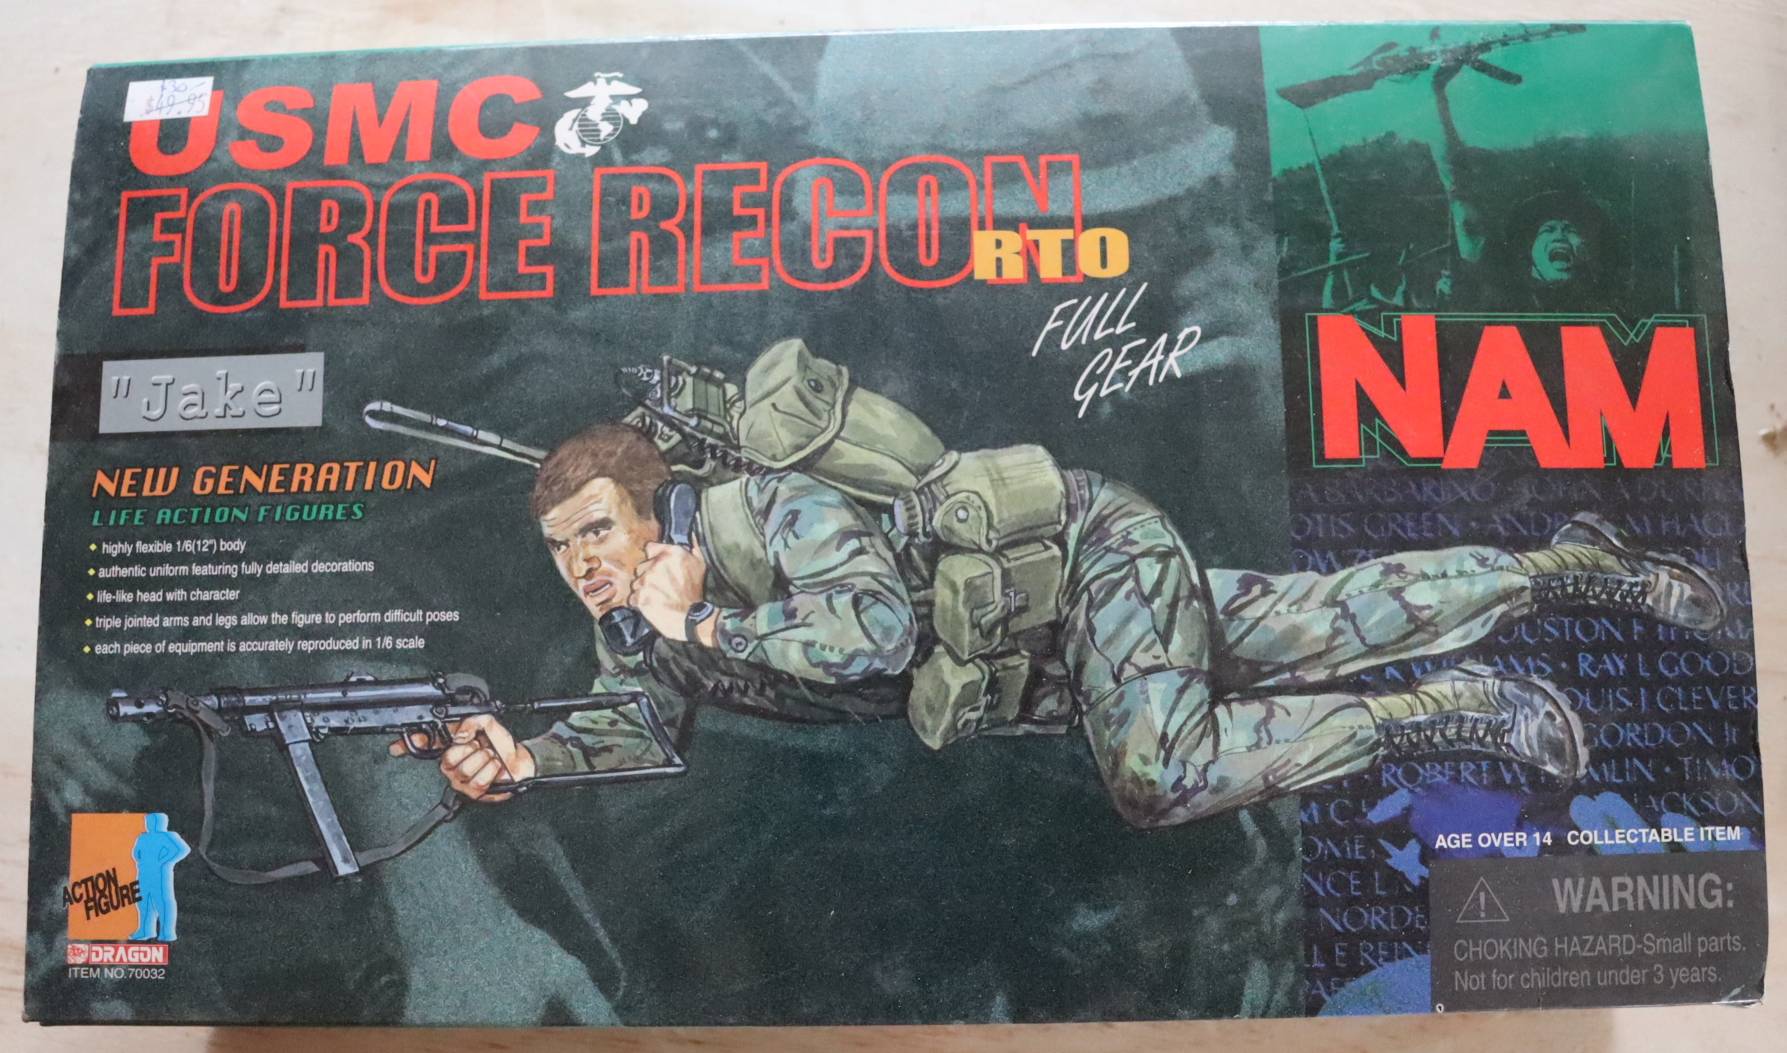 $30-
$49.95
USMC
FORCE RECON
RTO
FULL
GEAR
"Jake"
NEW GENERATION
LIFE ACTION FIGURES
highly flexible 1/6(12") body
authentic uniform featuring fully detailed decorations
life-like head with character
triple jointed arms and legs allow the figure to perform difficult poses
each piece of equipment is accurately reproduced in 1/6 scale
ACTION
FIGURE
DRAGON
ITEM NO.70032
NAM
OTIS GREEN
RAY L GOOD
CLEVER
GORDON Jr
ROBERT W
JACKSON
AGE OVER 14 COLLECTABLE ITEM
WARNING:
CHOKING HAZARD-Small parts.
Not for children under 3 years.